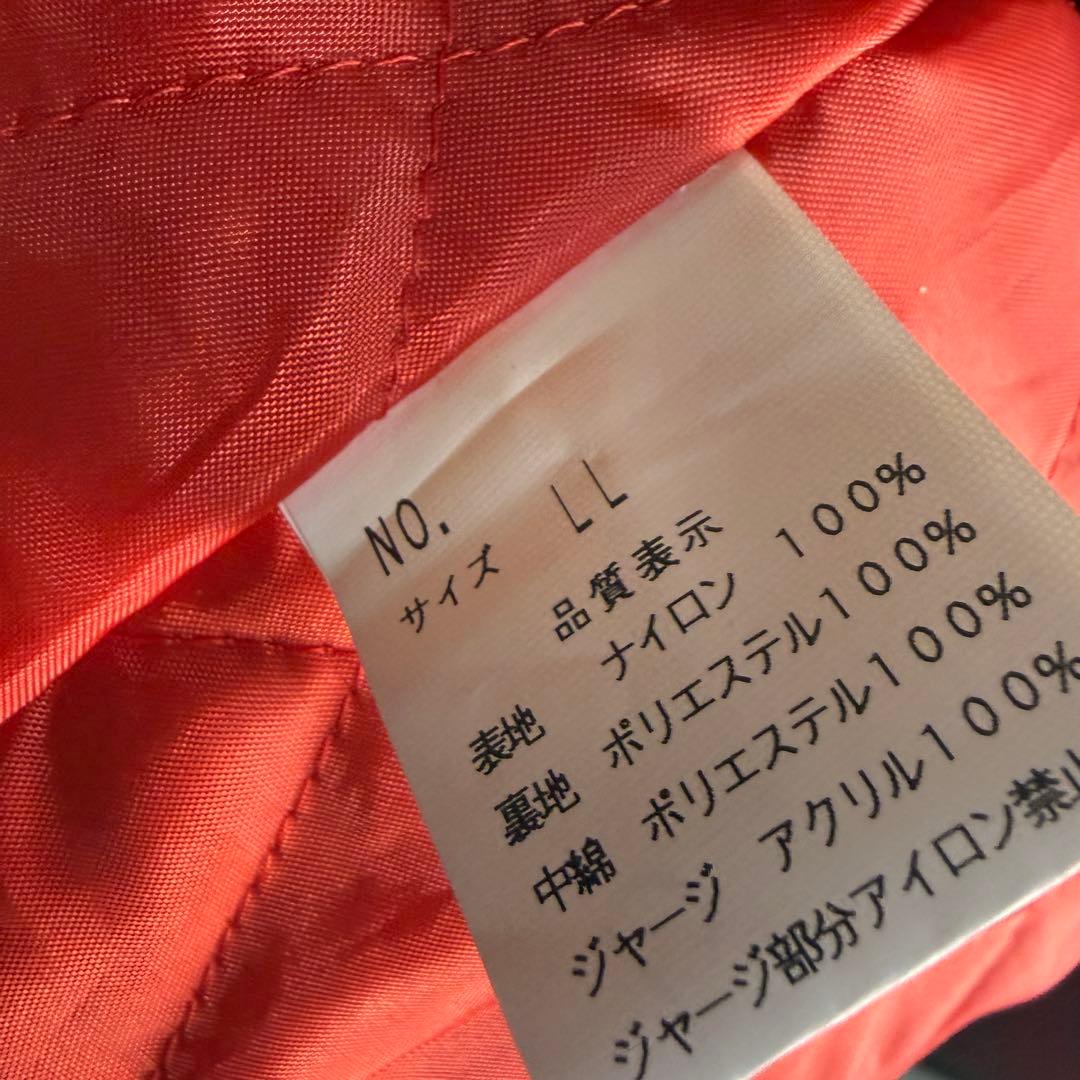 NO.
サイズ LL
品質表示
表地 ナイロン 100%
裏地 ポリエステル100%
中綿 ポリエステル100%
ジャージ アクリル100%
ジャージ部分アイロン禁止